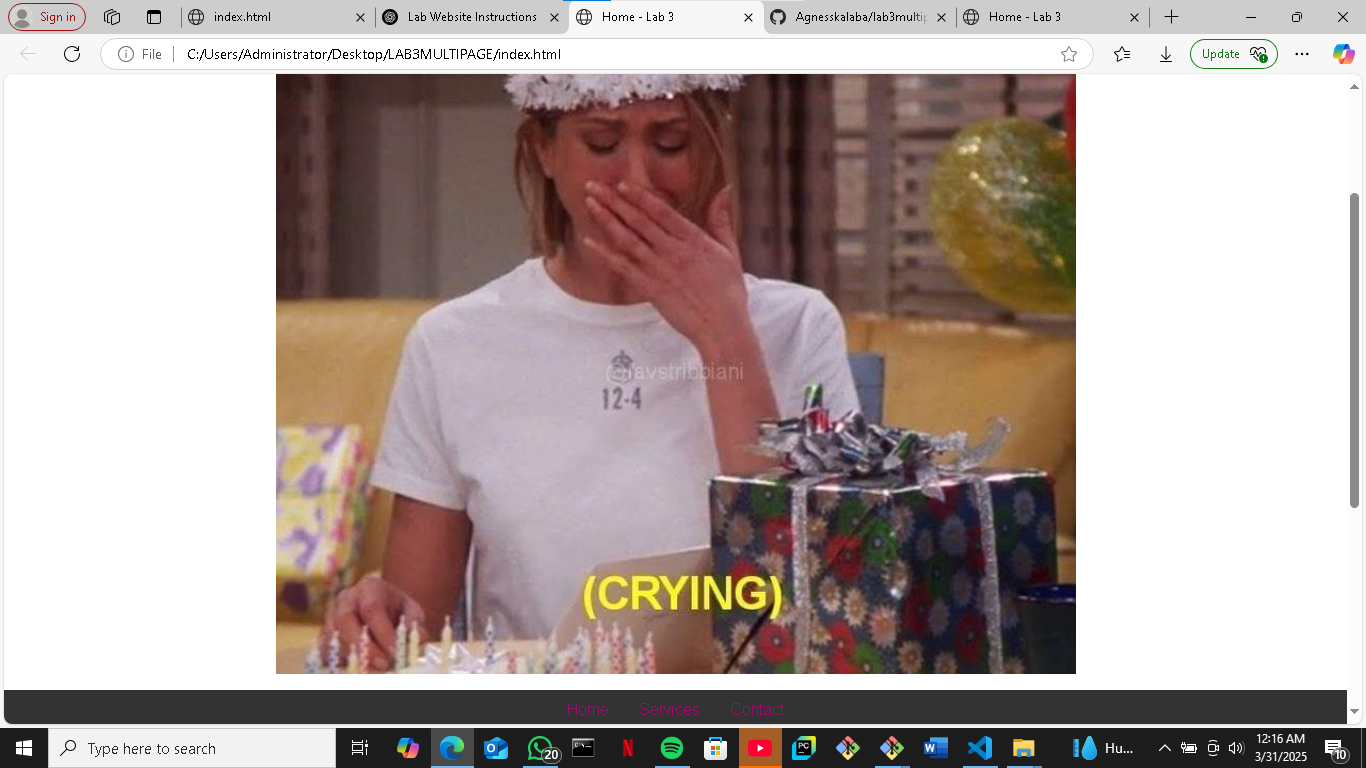 Sign in
index.html
Lab Website Instructions
Home - Lab 3
Agnesskalaba/lab3multip
Home - Lab 3
File
C:/Users/Administrator/Desktop/LAB3MULTIPAGE/index.html
Update
@favstribbiani
12-4
(CRYING)
Home Services Contact
Type here to search
20
C:\_
N
PC
W
Hu...
12:16 AM
3/31/2025
10